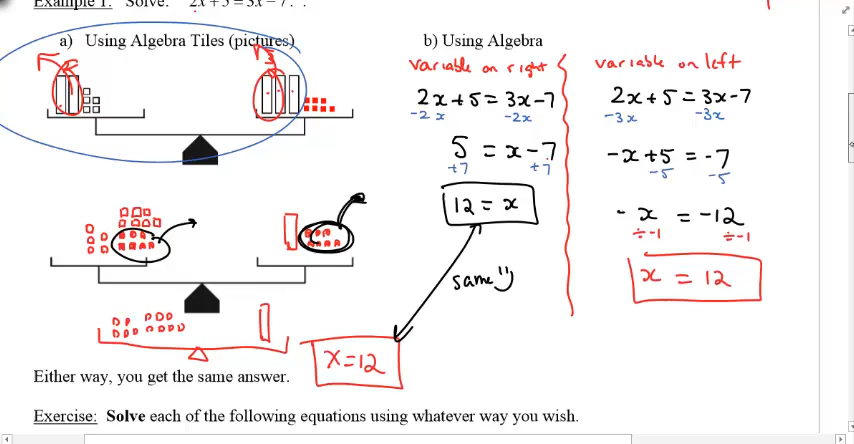 Example 1: Solve: 2x + 5 = 3x − 7.
a) Using Algebra Tiles (pictures)
b) Using Algebra
variable on right
2x + 5 = 3x − 7
−2x −2x
5 = x − 7
+7 +7
12 = x
same
variable on left
2x + 5 = 3x − 7
−3x −3x
−x + 5 = −7
−5 −5
−x = −12
÷−1 ÷−1
x = 12
x = 12
Either way, you get the same answer.
Exercise: Solve each of the following equations using whatever way you wish.